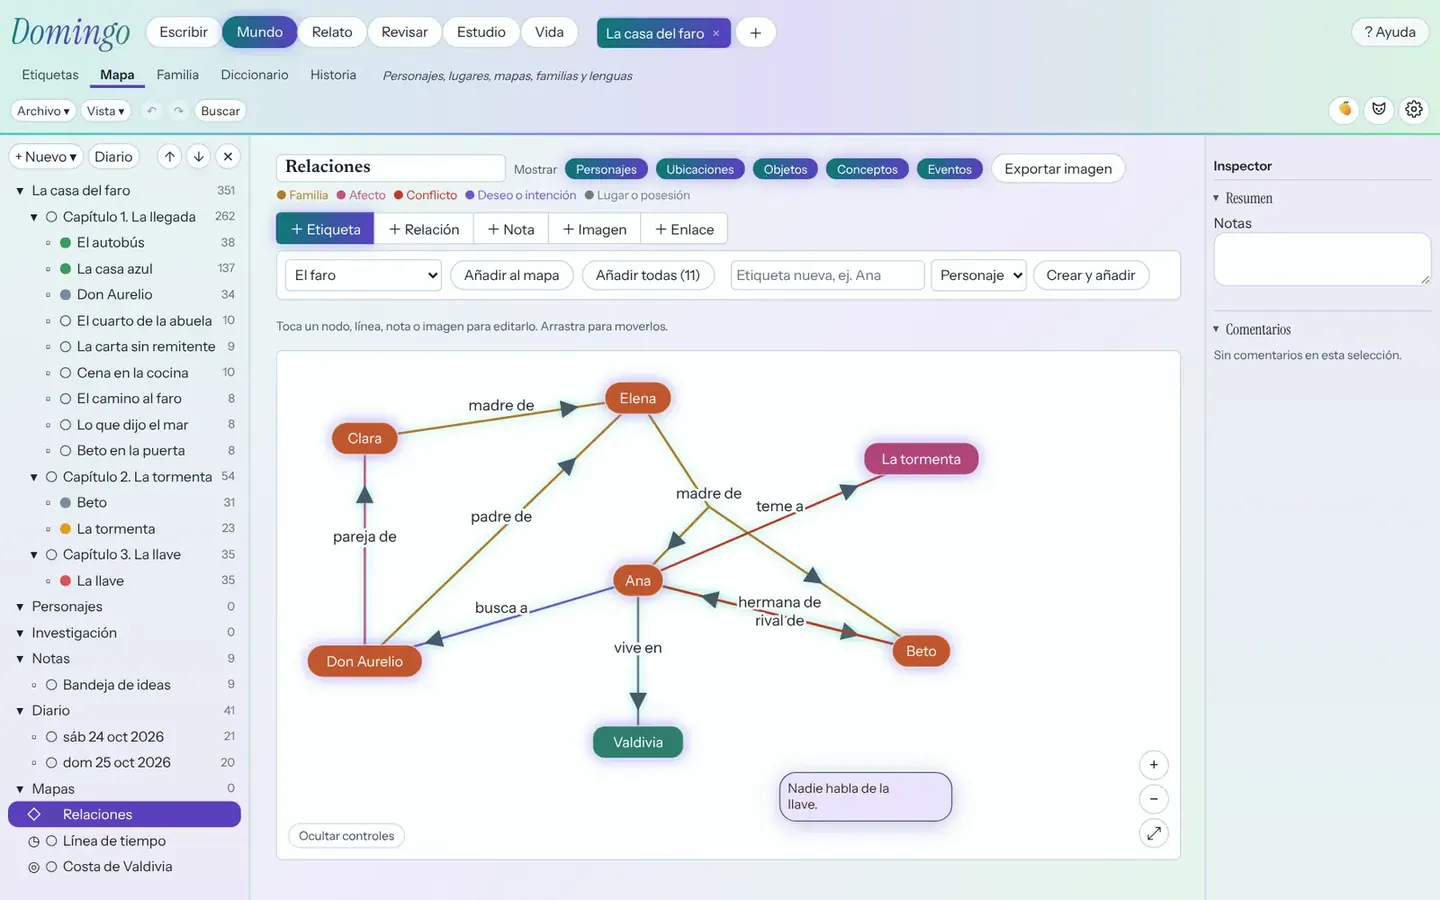 Domingo
Escribir
Mundo
Relato
Revisar
Estudio
Vida
La casa del faro ×
+
? Ayuda
Etiquetas
Mapa
Familia
Diccionario
Historia
Personajes, lugares, mapas, familias y lenguas
Archivo ▾
Vista ▾
Buscar
+ Nuevo ▾
Diario
La casa del faro 351
Capítulo 1. La llegada 262
El autobús 38
La casa azul 137
Don Aurelio 34
El cuarto de la abuela 10
La carta sin remitente 9
Cena en la cocina 10
El camino al faro 8
Lo que dijo el mar 8
Beto en la puerta 8
Capítulo 2. La tormenta 54
Beto 31
La tormenta 23
Capítulo 3. La llave 35
La llave 35
Personajes 0
Investigación 0
Notas 9
Bandeja de ideas 9
Diario 41
sáb 24 oct 2026 21
dom 25 oct 2026 20
Mapas 0
Relaciones
Línea de tiempo
Costa de Valdivia
Relaciones
Mostrar
Personajes
Ubicaciones
Objetos
Conceptos
Eventos
Exportar imagen
Familia
Afecto
Conflicto
Deseo o intención
Lugar o posesión
+ Etiqueta
+ Relación
+ Nota
+ Imagen
+ Enlace
El faro
Añadir al mapa
Añadir todas (11)
Etiqueta nueva, ej. Ana
Personaje
Crear y añadir
Toca un nodo, línea, nota o imagen para editarlo. Arrastra para moverlos.
Elena
madre de
Clara
La tormenta
madre de
teme a
padre de
pareja de
Ana
hermana de
busca a
rival de
vive en
Beto
Don Aurelio
Valdivia
Nadie habla de la
llave.
Ocultar controles
+
−
Inspector
Resumen
Notas
Comentarios
Sin comentarios en esta selección.